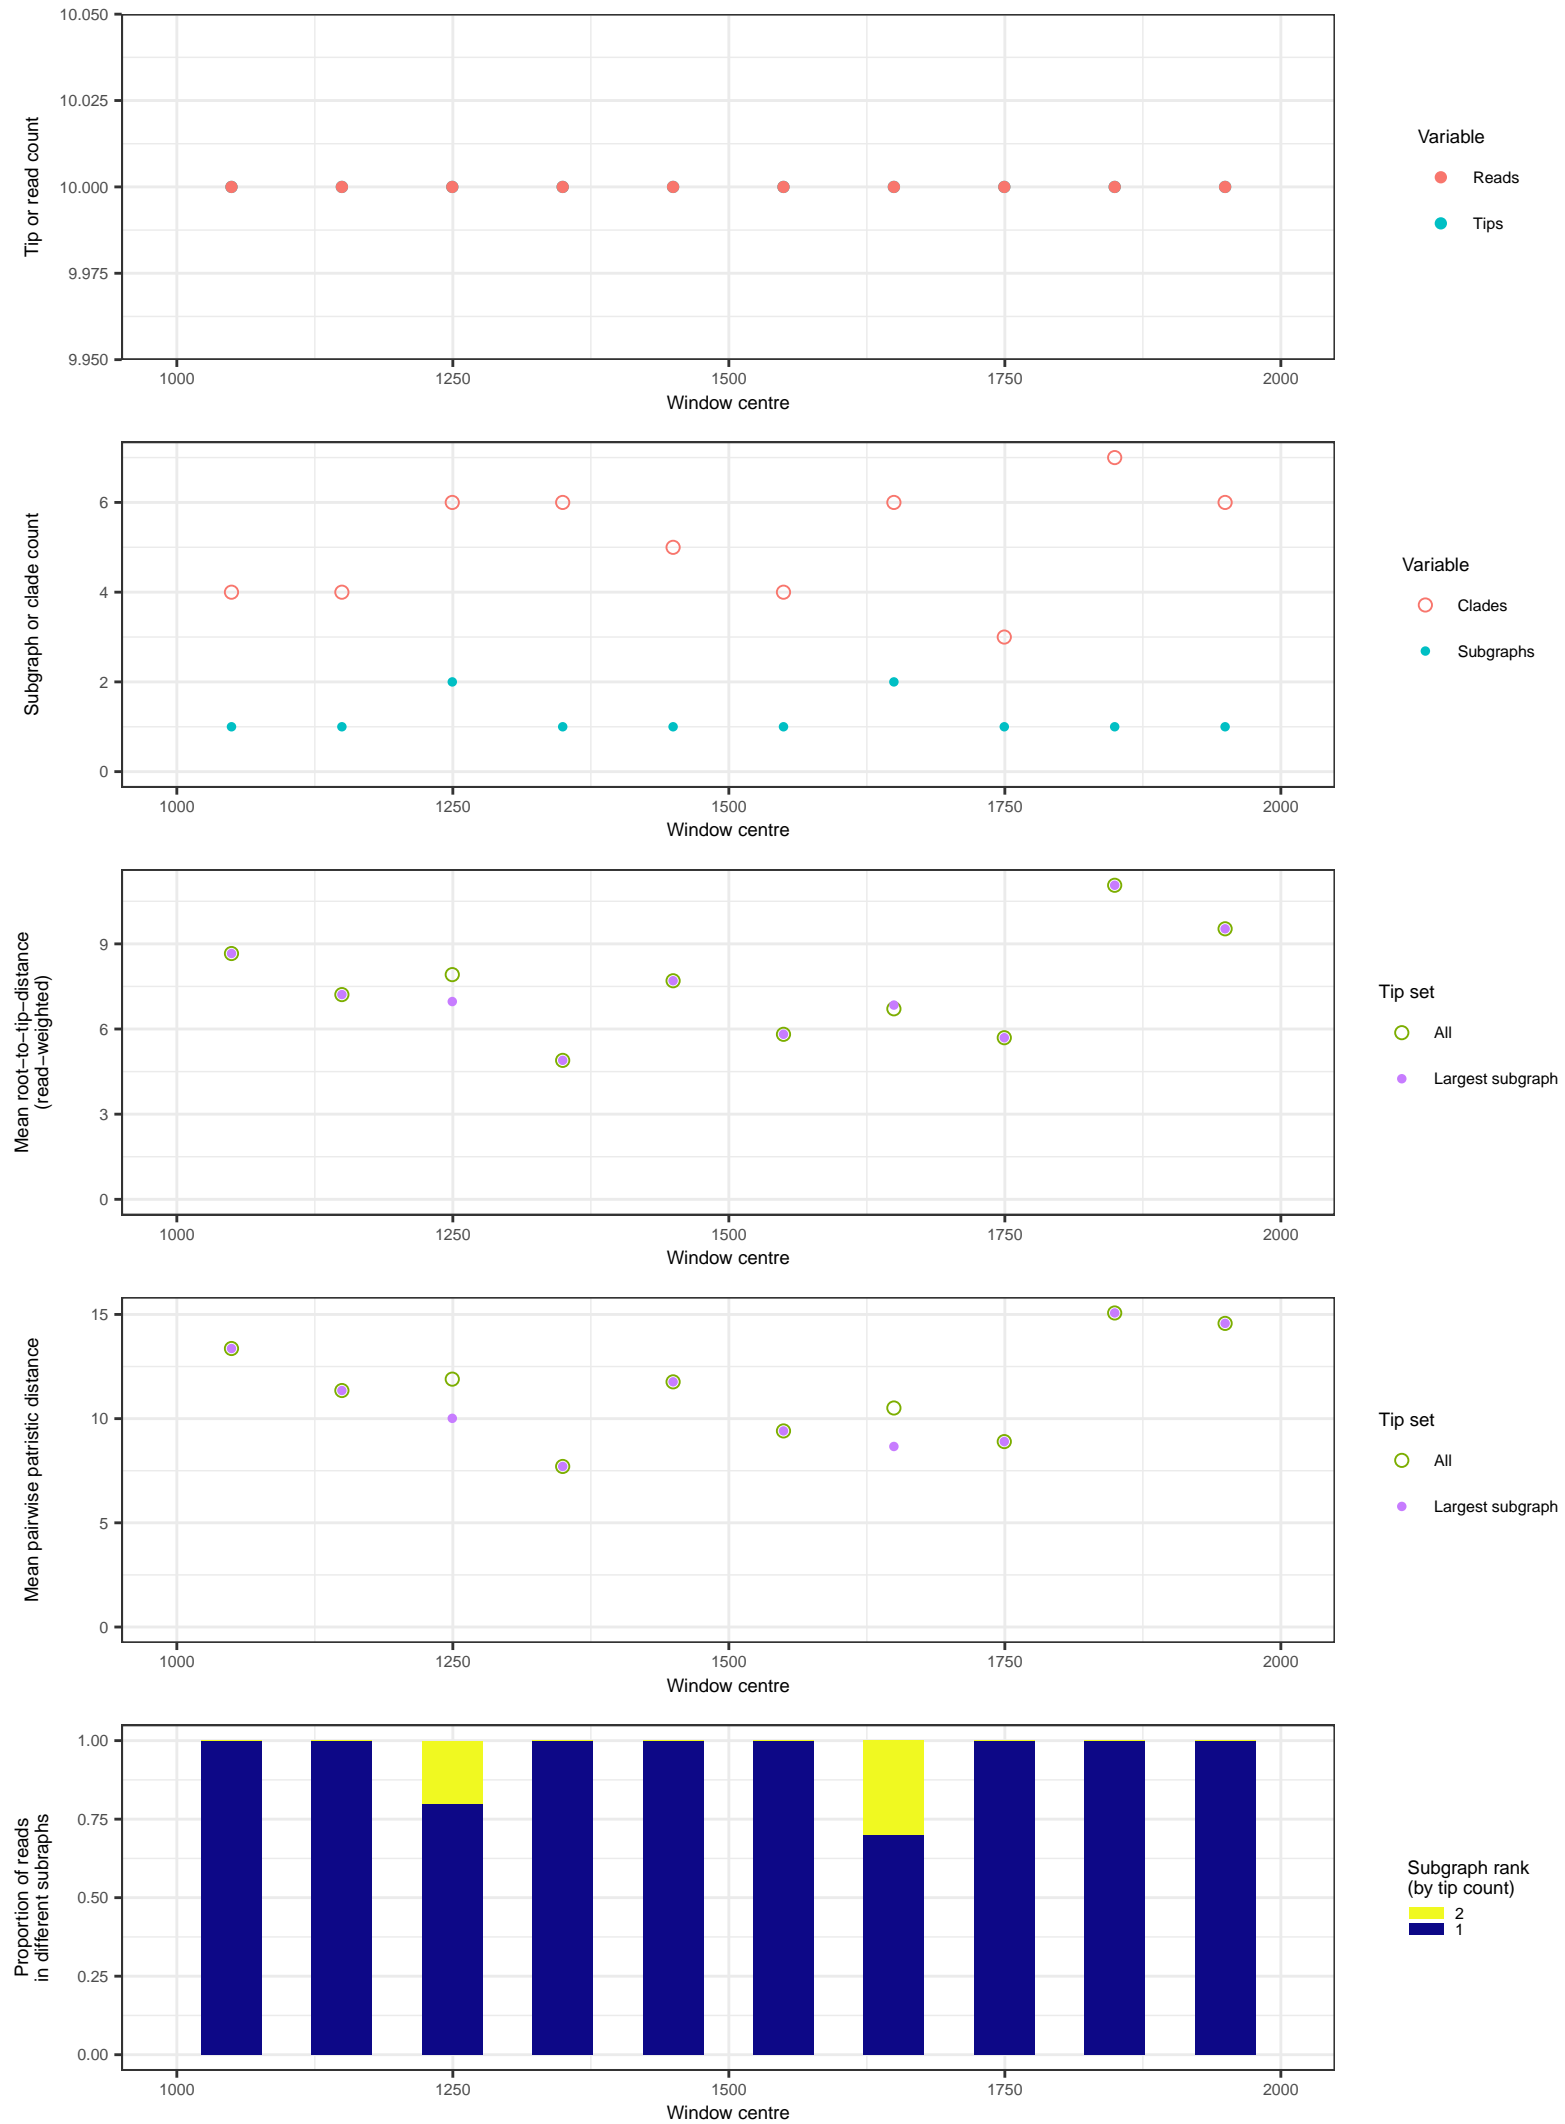 10.050
10.025
10.000
9.975
9.950
Tip or read count
1000
1250
1500
1750
2000
Window centre
Variable
Reads
Tips
6
4
2
0
Subgraph or clade count
1000
1250
1500
1750
2000
Window centre
Variable
Clades
Subgraphs
9
6
3
0
Mean root−to−tip−distance
(read−weighted)
1000
1250
1500
1750
2000
Window centre
Tip set
All
Largest subgraph
15
10
5
0
Mean pairwise patristic distance
1000
1250
1500
1750
2000
Window centre
Tip set
All
Largest subgraph
1.00
0.75
0.50
0.25
0.00
Proportion of reads
in different subraphs
1000
1250
1500
1750
2000
Window centre
Subgraph rank
(by tip count)
2
1